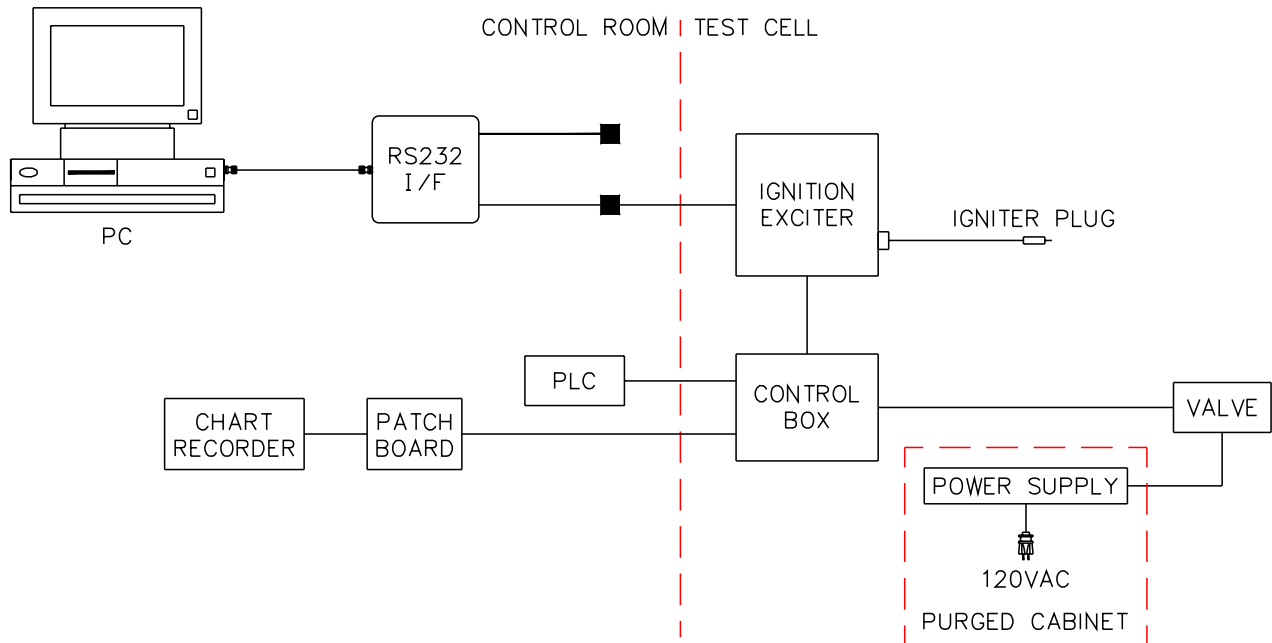 CONTROL ROOM
TEST CELL
PC
RS232
I/F
IGNITION
EXCITER
IGNITER PLUG
PLC
CONTROL
BOX
CHART
RECORDER
PATCH
BOARD
VALVE
POWER SUPPLY
120VAC
PURGED CABINET